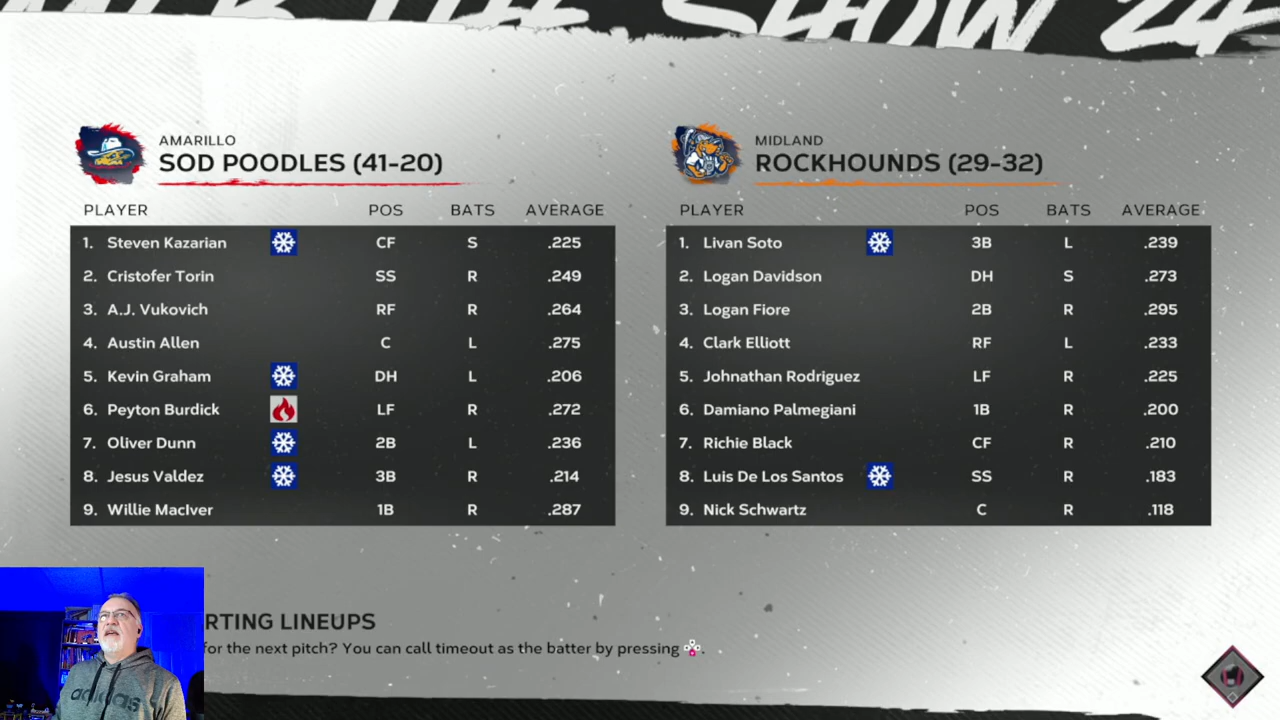 MLB THE SHOW 24
AMARILLO
SOD POODLES (41-20)
PLAYER POS BATS AVERAGE
1. Steven Kazarian CF S .225
2. Cristofer Torin SS R .249
3. A.J. Vukovich RF R .264
4. Austin Allen C L .275
5. Kevin Graham DH L .206
6. Peyton Burdick LF R .272
7. Oliver Dunn 2B L .236
8. Jesus Valdez 3B R .214
9. Willie MacIver 1B R .287
MIDLAND
ROCKHOUNDS (29-32)
PLAYER POS BATS AVERAGE
1. Livan Soto 3B L .239
2. Logan Davidson DH S .273
3. Logan Fiore 2B R .295
4. Clark Elliott RF L .233
5. Johnathan Rodriguez LF R .225
6. Damiano Palmegiani 1B R .200
7. Richie Black CF R .210
8. Luis De Los Santos SS R .183
9. Nick Schwartz C R .118
RTING LINEUPS
for the next pitch? You can call timeout as the batter by pressing .
adidas